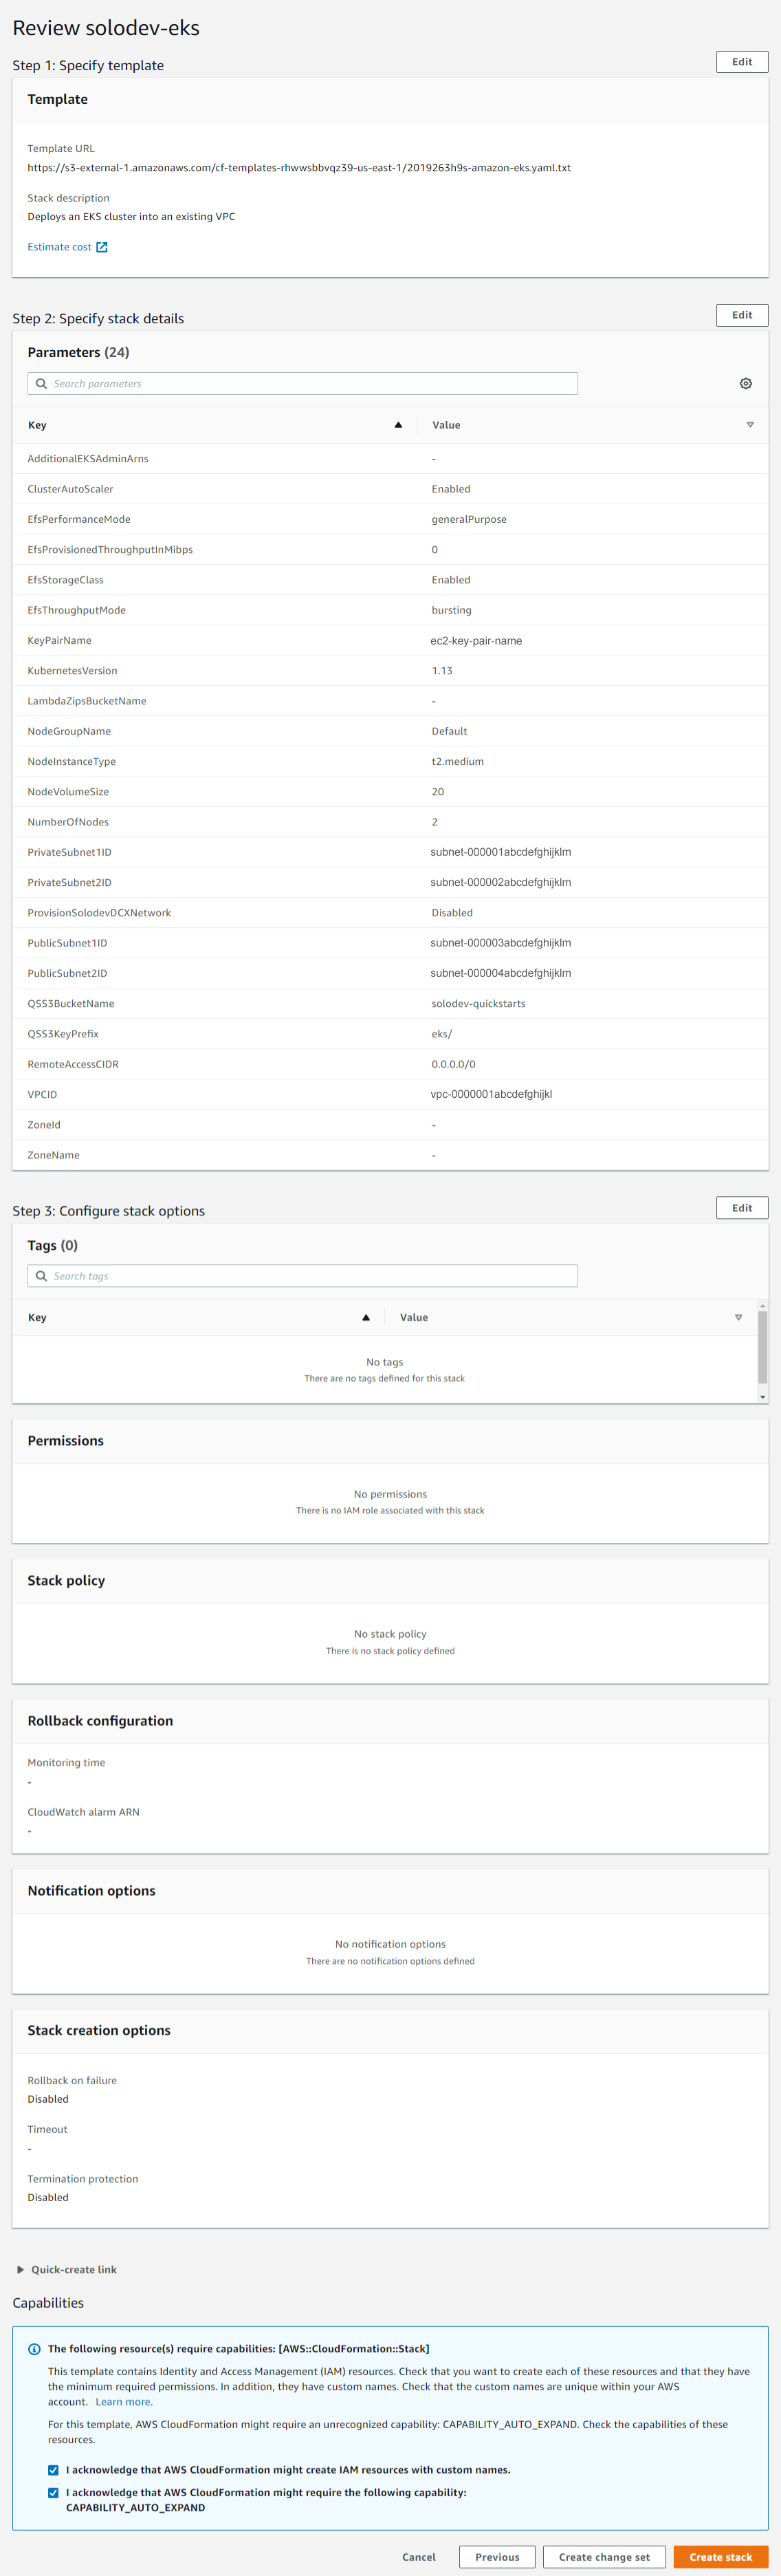 Review solodev-eks
Step 1: Specify template
Edit
Template
Template URL
https://s3-external-1.amazonaws.com/cf-templates-rhwwsbbvqz39-us-east-1/2019263h9s-amazon-eks.yaml.txt
Stack description
Deploys an EKS cluster into an existing VPC
Estimate cost
Step 2: Specify stack details
Edit
Parameters (24)
Search parameters
Key Value
AdditionalEKSAdminArns -
ClusterAutoScaler Enabled
EfsPerformanceMode generalPurpose
EfsProvisionedThroughputInMibps 0
EfsStorageClass Enabled
EfsThroughputMode bursting
KeyPairName ec2-key-pair-name
KubernetesVersion 1.13
LambdaZipsBucketName -
NodeGroupName Default
NodeInstanceType t2.medium
NodeVolumeSize 20
NumberOfNodes 2
PrivateSubnet1ID subnet-000001abcdefghijklm
PrivateSubnet2ID subnet-000002abcdefghijklm
ProvisionSolodevDCXNetwork Disabled
PublicSubnet1ID subnet-000003abcdefghijklm
PublicSubnet2ID subnet-000004abcdefghijklm
QSS3BucketName solodev-quickstarts
QSS3KeyPrefix eks/
RemoteAccessCIDR 0.0.0.0/0
VPCID vpc-0000001abcdefghijkl
ZoneId -
ZoneName -
Step 3: Configure stack options
Edit
Tags (0)
Search tags
Key Value
No tags
There are no tags defined for this stack
Permissions
No permissions
There is no IAM role associated with this stack
Stack policy
No stack policy
There is no stack policy defined
Rollback configuration
Monitoring time
-
CloudWatch alarm ARN
-
Notification options
No notification options
There are no notification options defined
Stack creation options
Rollback on failure
Disabled
Timeout
-
Termination protection
Disabled
Quick-create link
Capabilities
The following resource(s) require capabilities: [AWS::CloudFormation::Stack]
This template contains Identity and Access Management (IAM) resources. Check that you want to create each of these resources and that they have
the minimum required permissions. In addition, they have custom names. Check that the custom names are unique within your AWS
account. Learn more.
For this template, AWS CloudFormation might require an unrecognized capability: CAPABILITY_AUTO_EXPAND. Check the capabilities of these
resources.
I acknowledge that AWS CloudFormation might create IAM resources with custom names.
I acknowledge that AWS CloudFormation might require the following capability:
CAPABILITY_AUTO_EXPAND
Cancel Previous Create change set Create stack